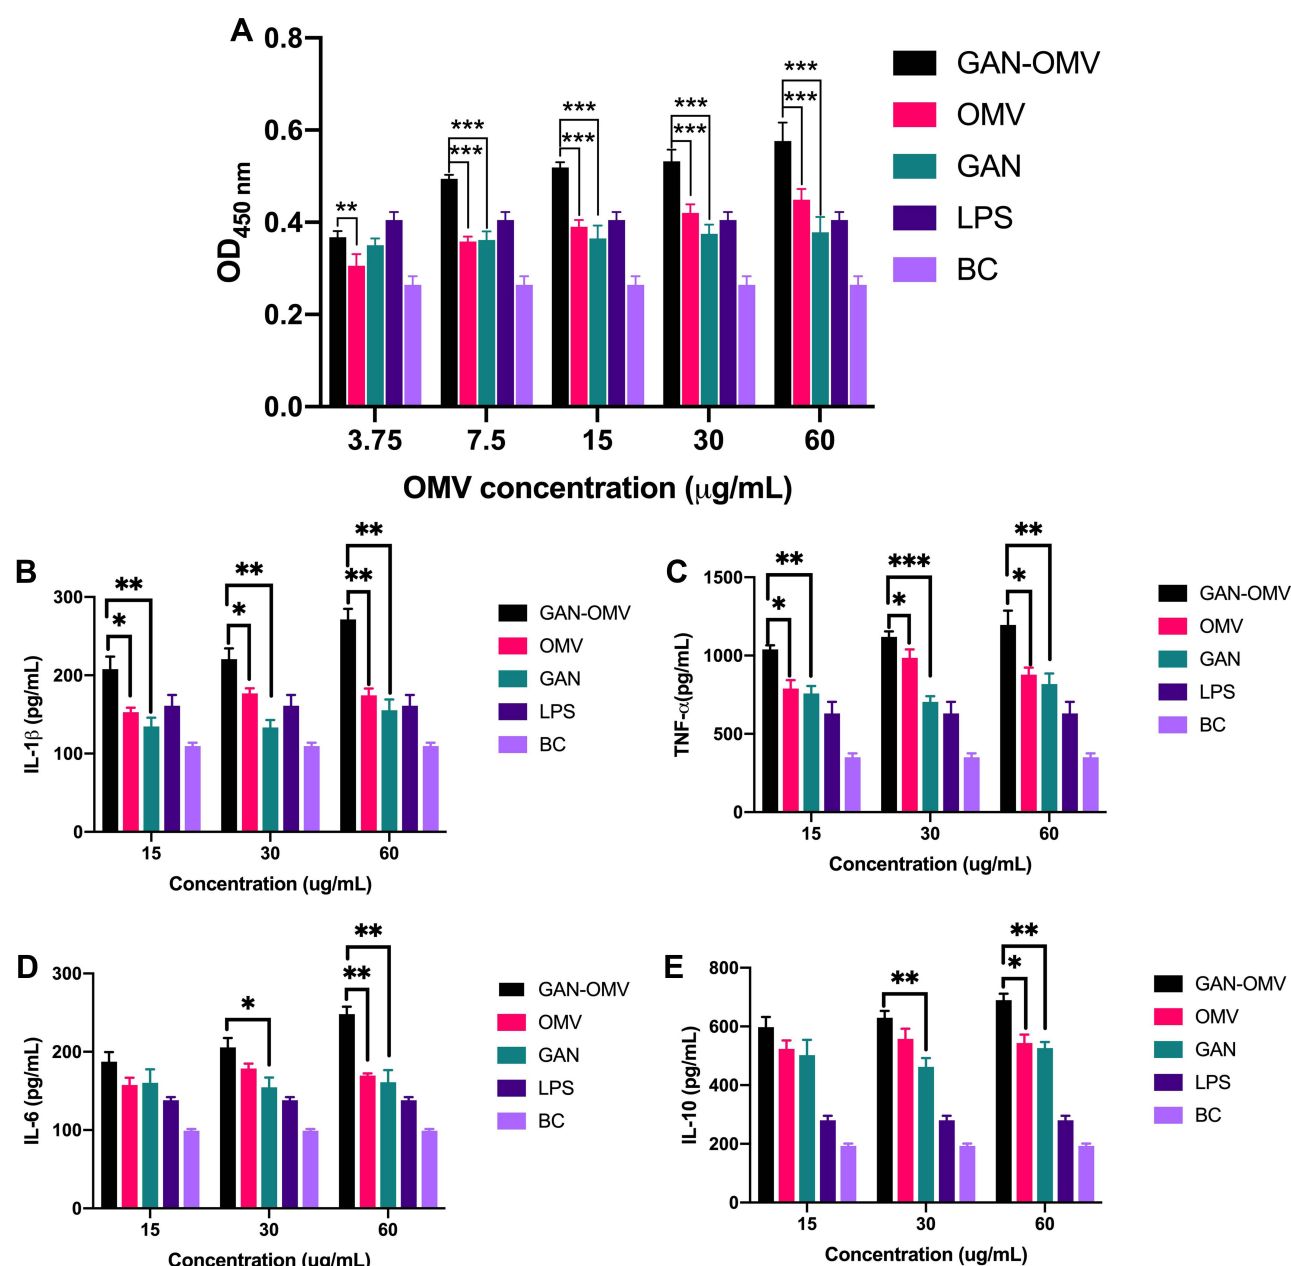 A
0.8
0.6
0.4
0.2
0.0
OD450 nm
**
***
***
***
***
***
***
***
***
3.75 7.5 15 30 60
OMV concentration (μg/mL)
GAN-OMV
OMV
GAN
LPS
BC
B
300
200
100
0
IL-1β (pg/mL)
**
*
**
*
**
**
15 30 60
Concentration (ug/mL)
GAN-OMV
OMV
GAN
LPS
BC
C
1500
1000
500
0
TNF-α(pg/mL)
**
*
***
*
**
*
15 30 60
Concentration (ug/mL)
GAN-OMV
OMV
GAN
LPS
BC
D
300
200
100
0
IL-6 (pg/mL)
*
**
**
15 30 60
Concentration (ug/mL)
GAN-OMV
OMV
GAN
LPS
BC
E
800
600
400
200
0
IL-10 (pg/mL)
**
**
*
15 30 60
Concentration (ug/mL)
GAN-OMV
OMV
GAN
LPS
BC